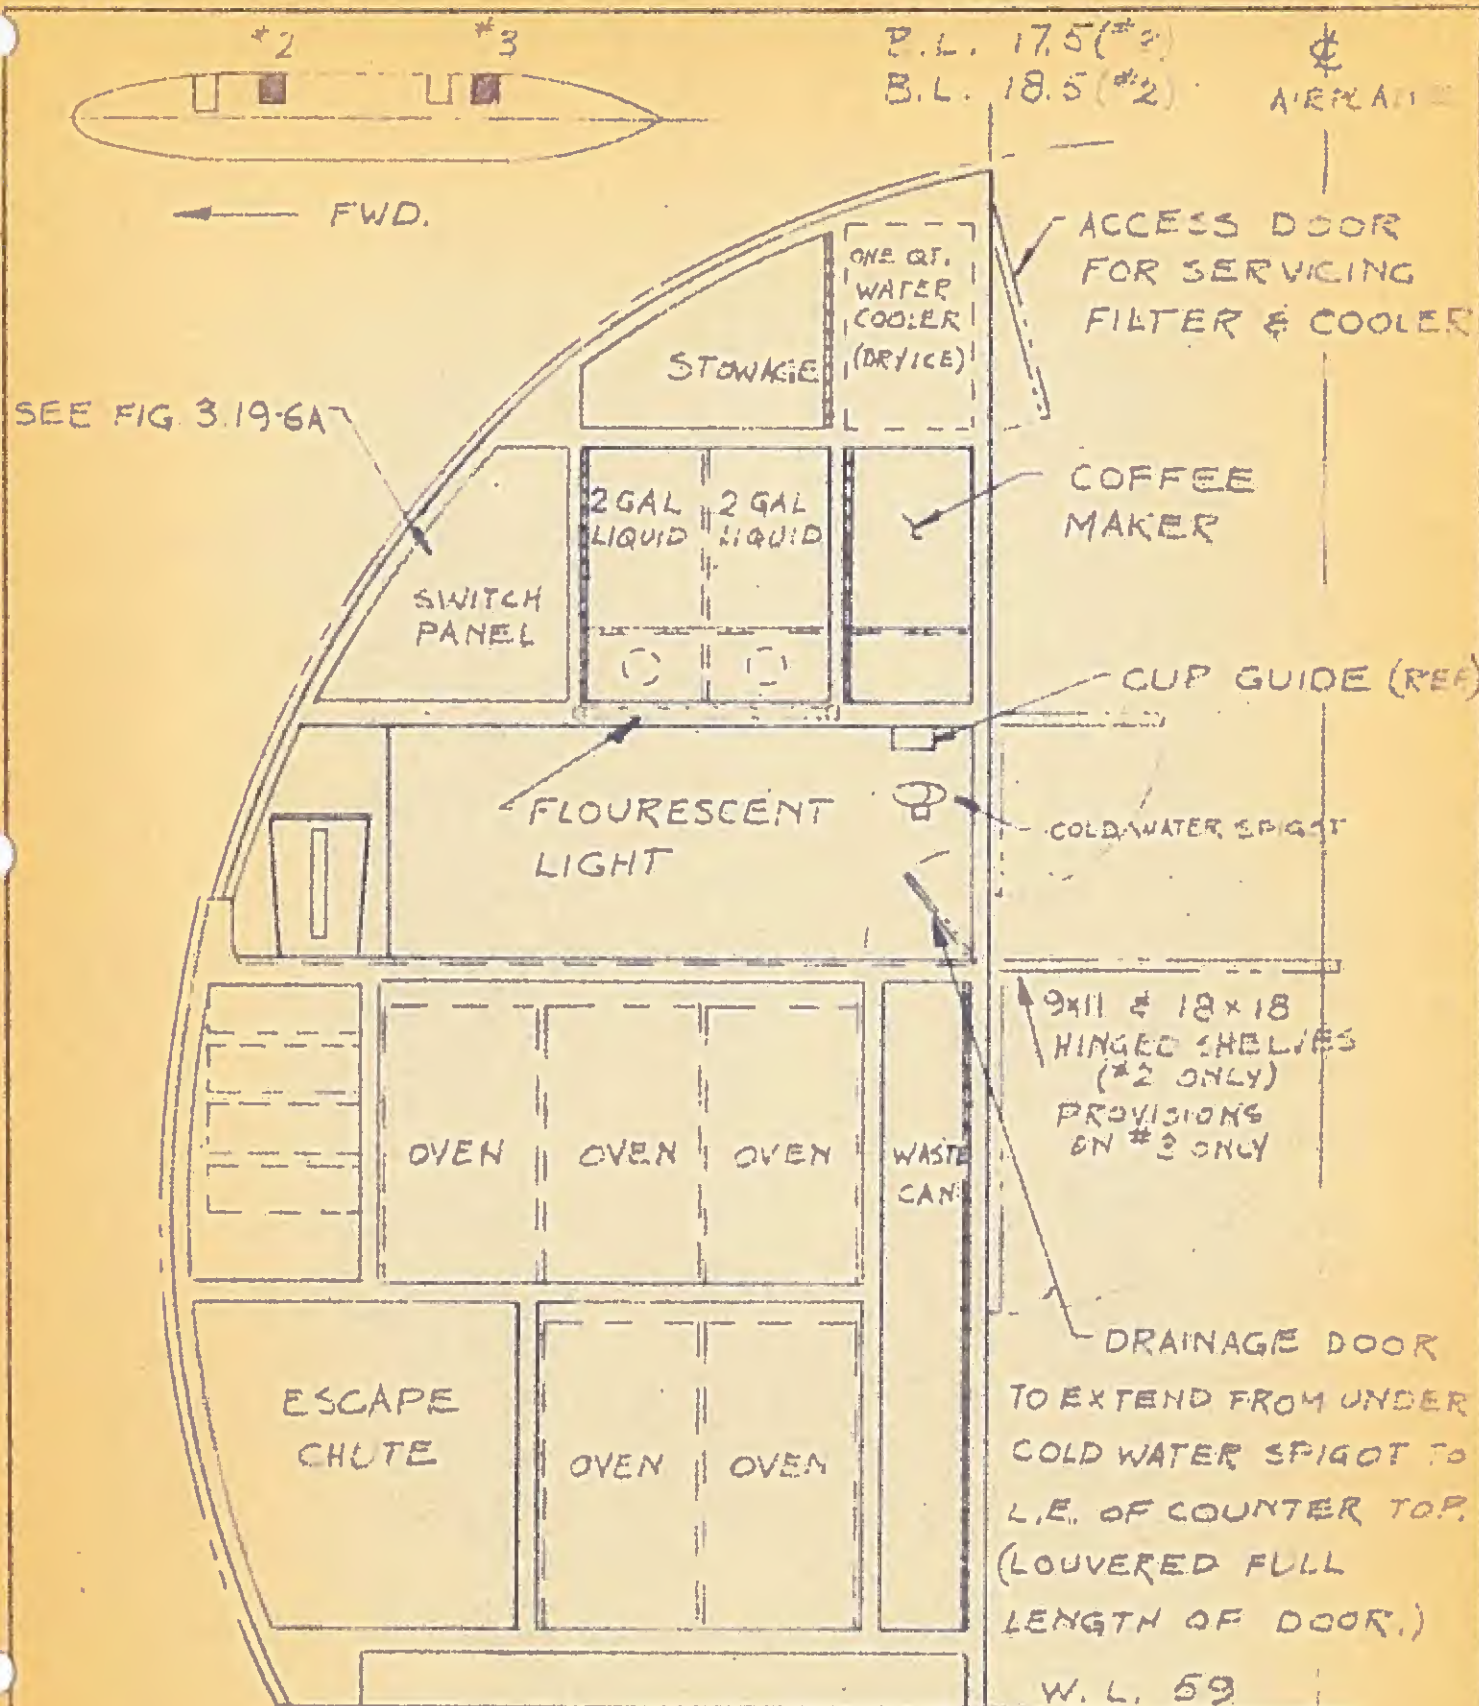 #2
#3
P.L. 17.5 (#2)
B.L. 18.5 (#2)
℄
AIRPLANE
FWD.
ACCESS DOOR
FOR SERVICING
FILTER & COOLER
ONE QT.
WATER
COOLER
(DRY ICE)
STOWAGE
SEE FIG. 3.19-6A
2 GAL
LIQUID
2 GAL
LIQUID
COFFEE
MAKER
SWITCH
PANEL
CUP GUIDE (REF)
FLOURESCENT
LIGHT
COLD WATER SPIGOT
9x11 & 18x18
HINGED SHELVES
(#2 ONLY)
PROVISIONS
ON ONLY
OVEN
OVEN
OVEN
WASTE
CAN
DRAINAGE DOOR
TO EXTEND FROM UNDER
COLD WATER SPIGOT TO
L.E. OF COUNTER TOP.
(LOUVERED FULL
LENGTH OF DOOR.)
ESCAPE
CHUTE
OVEN
OVEN
W.L. 59